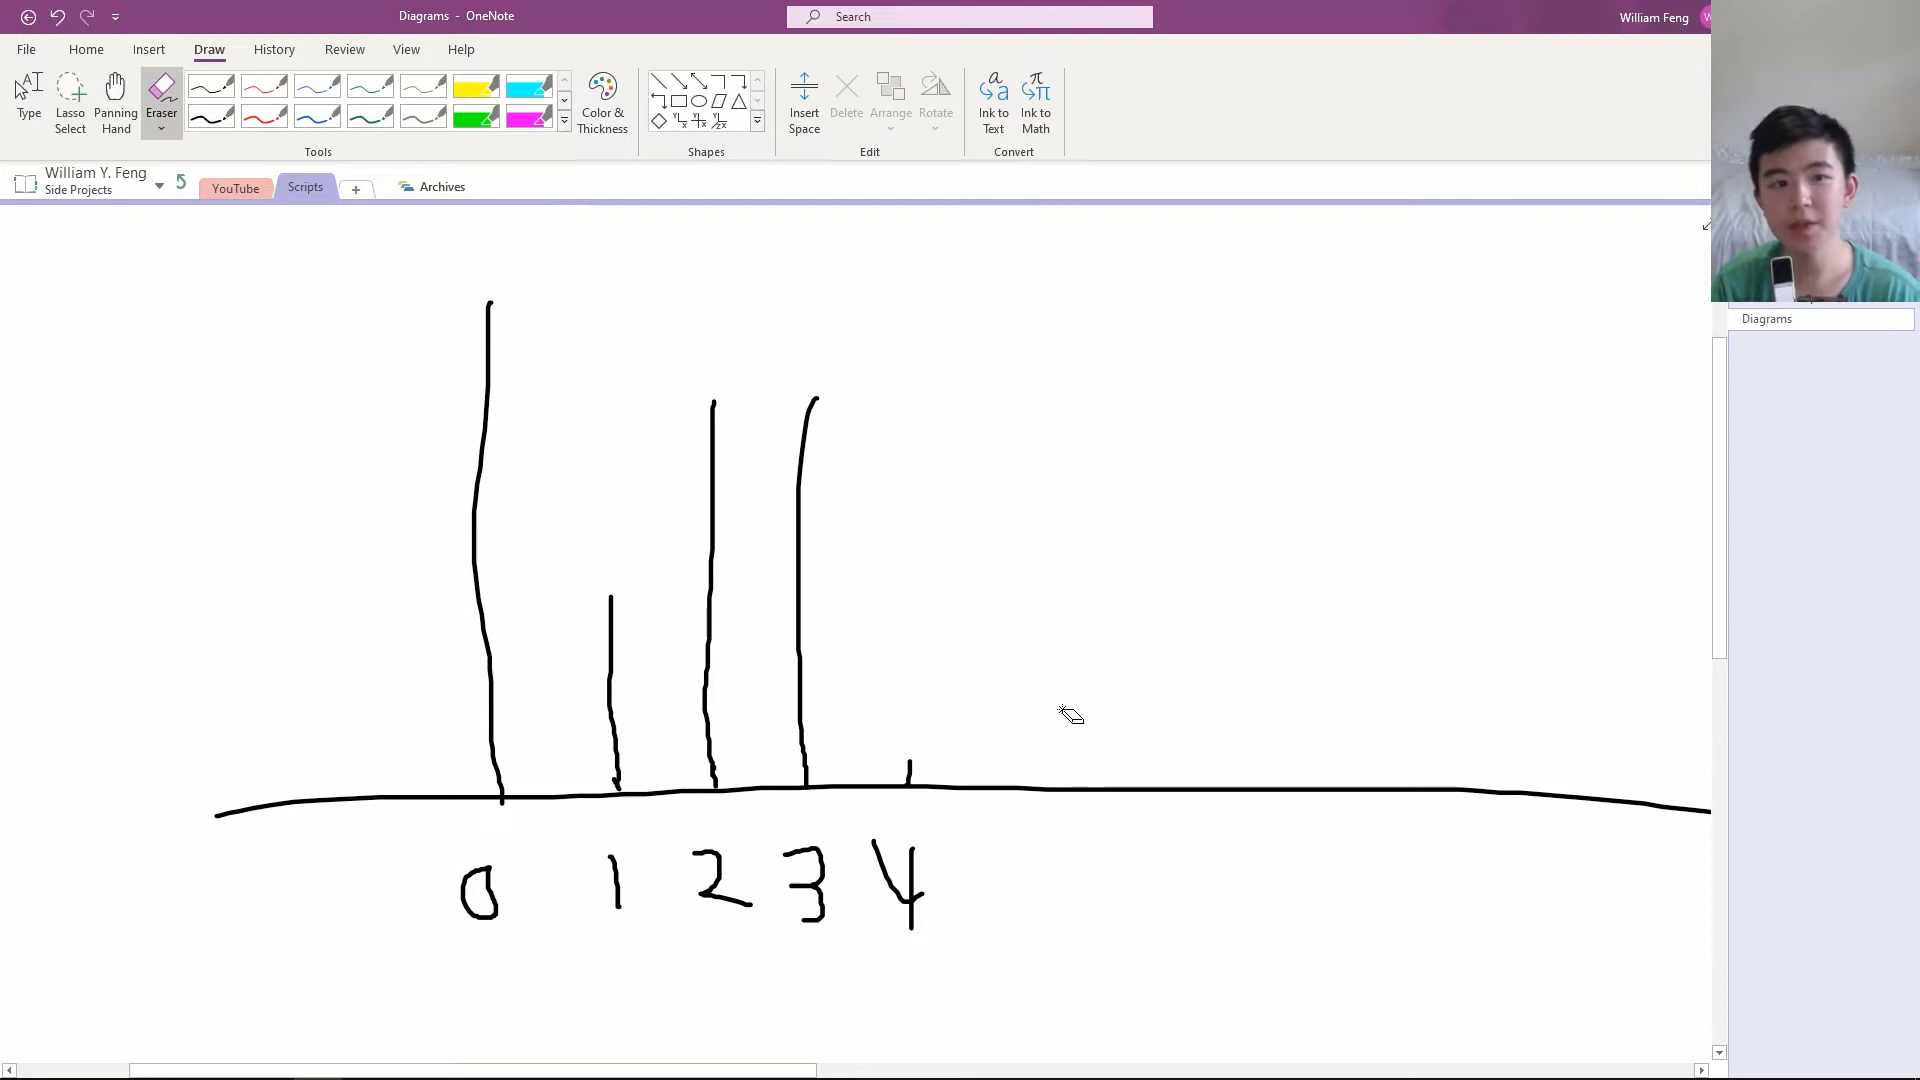 Diagrams - OneNote
Search
William Feng
W
File Home Insert Draw History Review View Help
Type
Lasso Select
Panning Hand
Eraser
Color & Thickness
Insert Space
Delete
Arrange
Rotate
Ink to Text
Ink to Math
Tools
Shapes
Edit
Convert
William Y. Feng
Side Projects
YouTube
Scripts
Archives
Diagrams
0 1 2 3 4